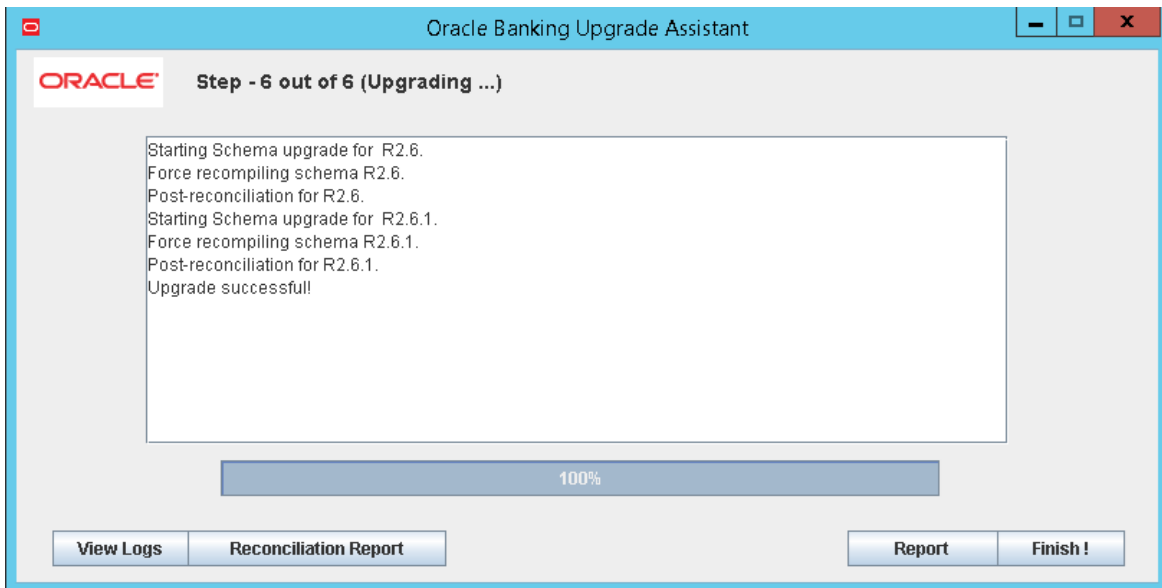 Oracle Banking Upgrade Assistant
x
ORACLE®
Step - 6 out of 6 (Upgrading ...)
Starting Schema upgrade for  R2.6.
Force recompiling schema R2.6.
Post-reconciliation for R2.6.
Starting Schema upgrade for  R2.6.1.
Force recompiling schema R2.6.1.
Post-reconciliation for R2.6.1.
Upgrade successful!
100%
View Logs Reconciliation Report Report Finish !